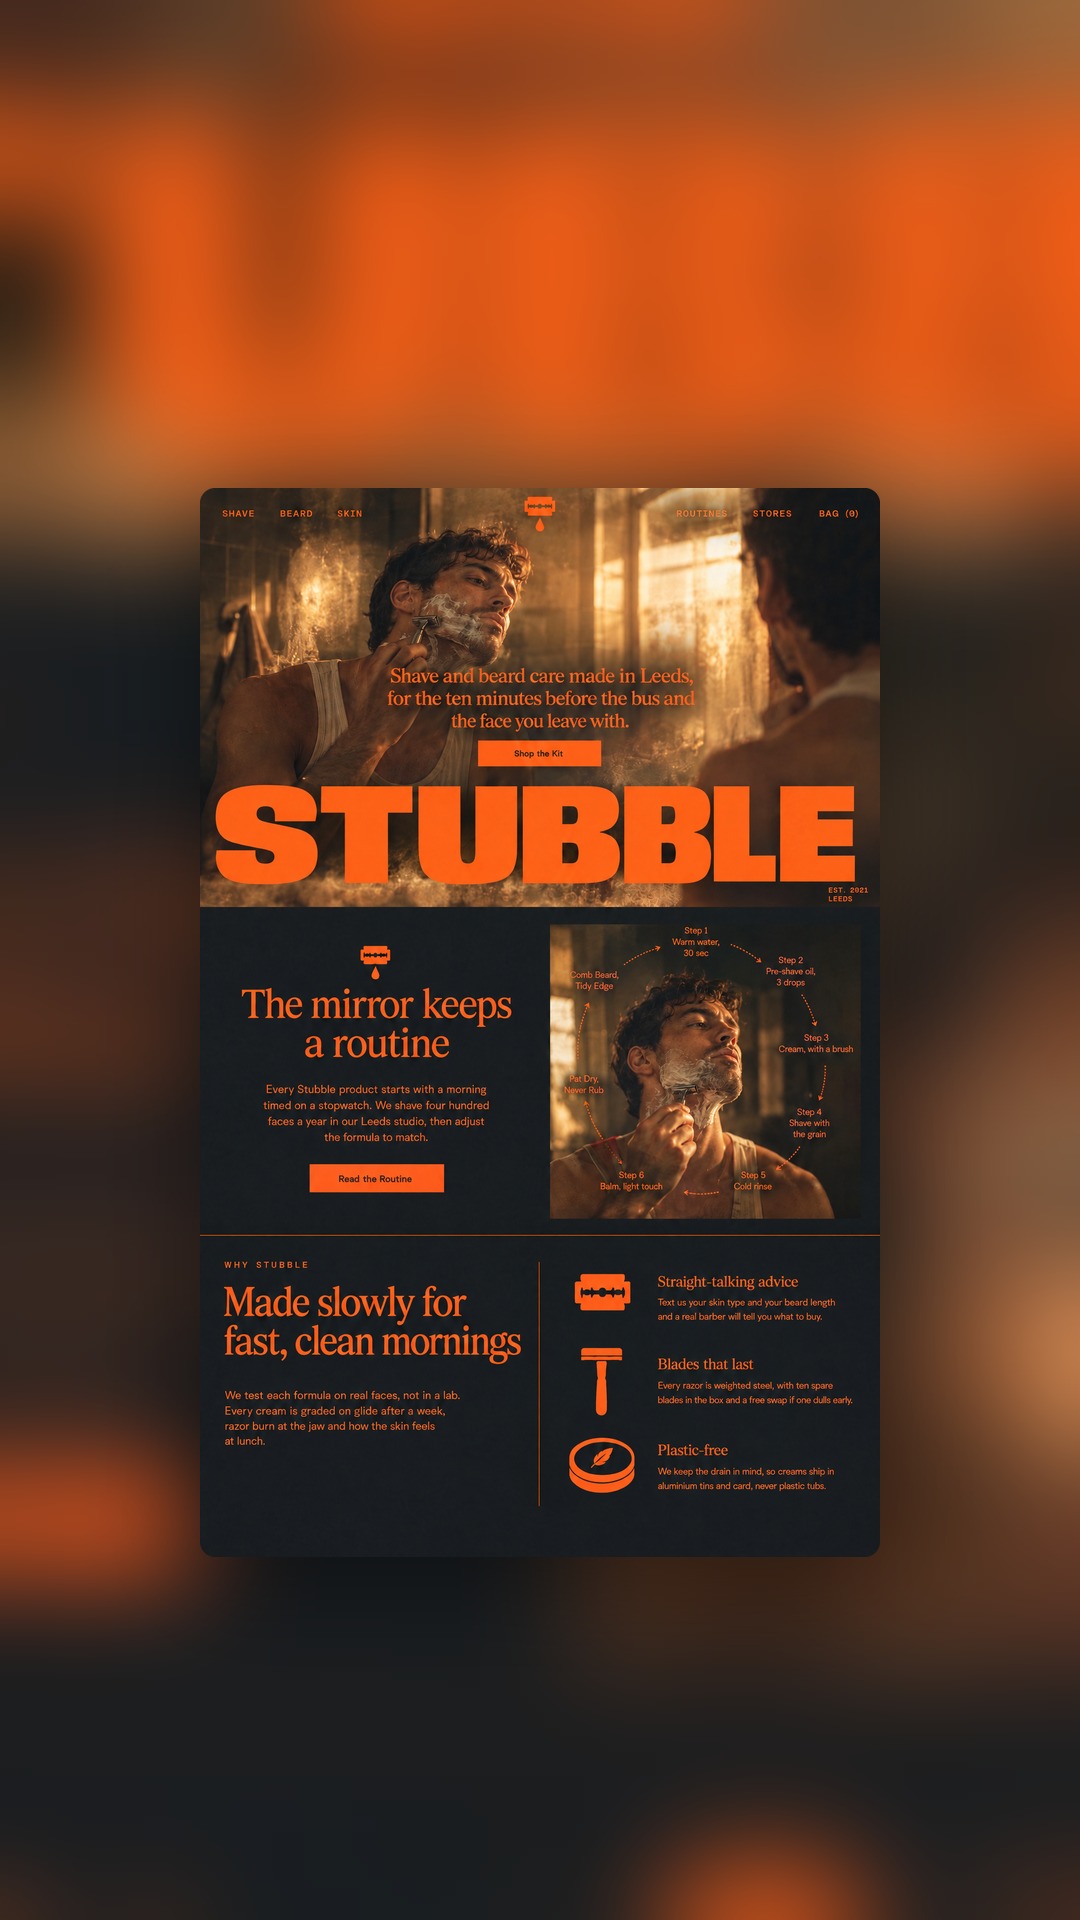 SHAVE BEARD SKIN ROUTINES STORES BAG (0)
Shave and beard care made in Leeds,
for the ten minutes before the bus and
the face you leave with.
Shop the Kit
STUBBLE
EST. 2021
LEEDS
The mirror keeps
a routine
Every Stubble product starts with a morning
timed on a stopwatch. We shave four hundred
faces a year in our Leeds studio, then adjust
the formula to match.
Read the Routine
Step 1
Warm water,
30 sec
Step 2
Pre-shave oil,
3 drops
Step 3
Cream, with a brush
Step 4
Shave with
the grain
Step 5
Cold rinse
Step 6
Balm, light touch
Pat Dry,
Never Rub
Comb Beard,
Tidy Edge
WHY STUBBLE
Made slowly for
fast, clean mornings
We test each formula on real faces, not in a lab.
Every cream is graded on glide after a week,
razor burn at the jaw and how the skin feels
at lunch.
Straight-talking advice
Text us your skin type and your beard length
and a real barber will tell you what to buy.
Blades that last
Every razor is weighted steel, with ten spare
blades in the box and a free swap if one dulls early.
Plastic-free
We keep the drain in mind, so creams ship in
aluminium tins and card, never plastic tubs.